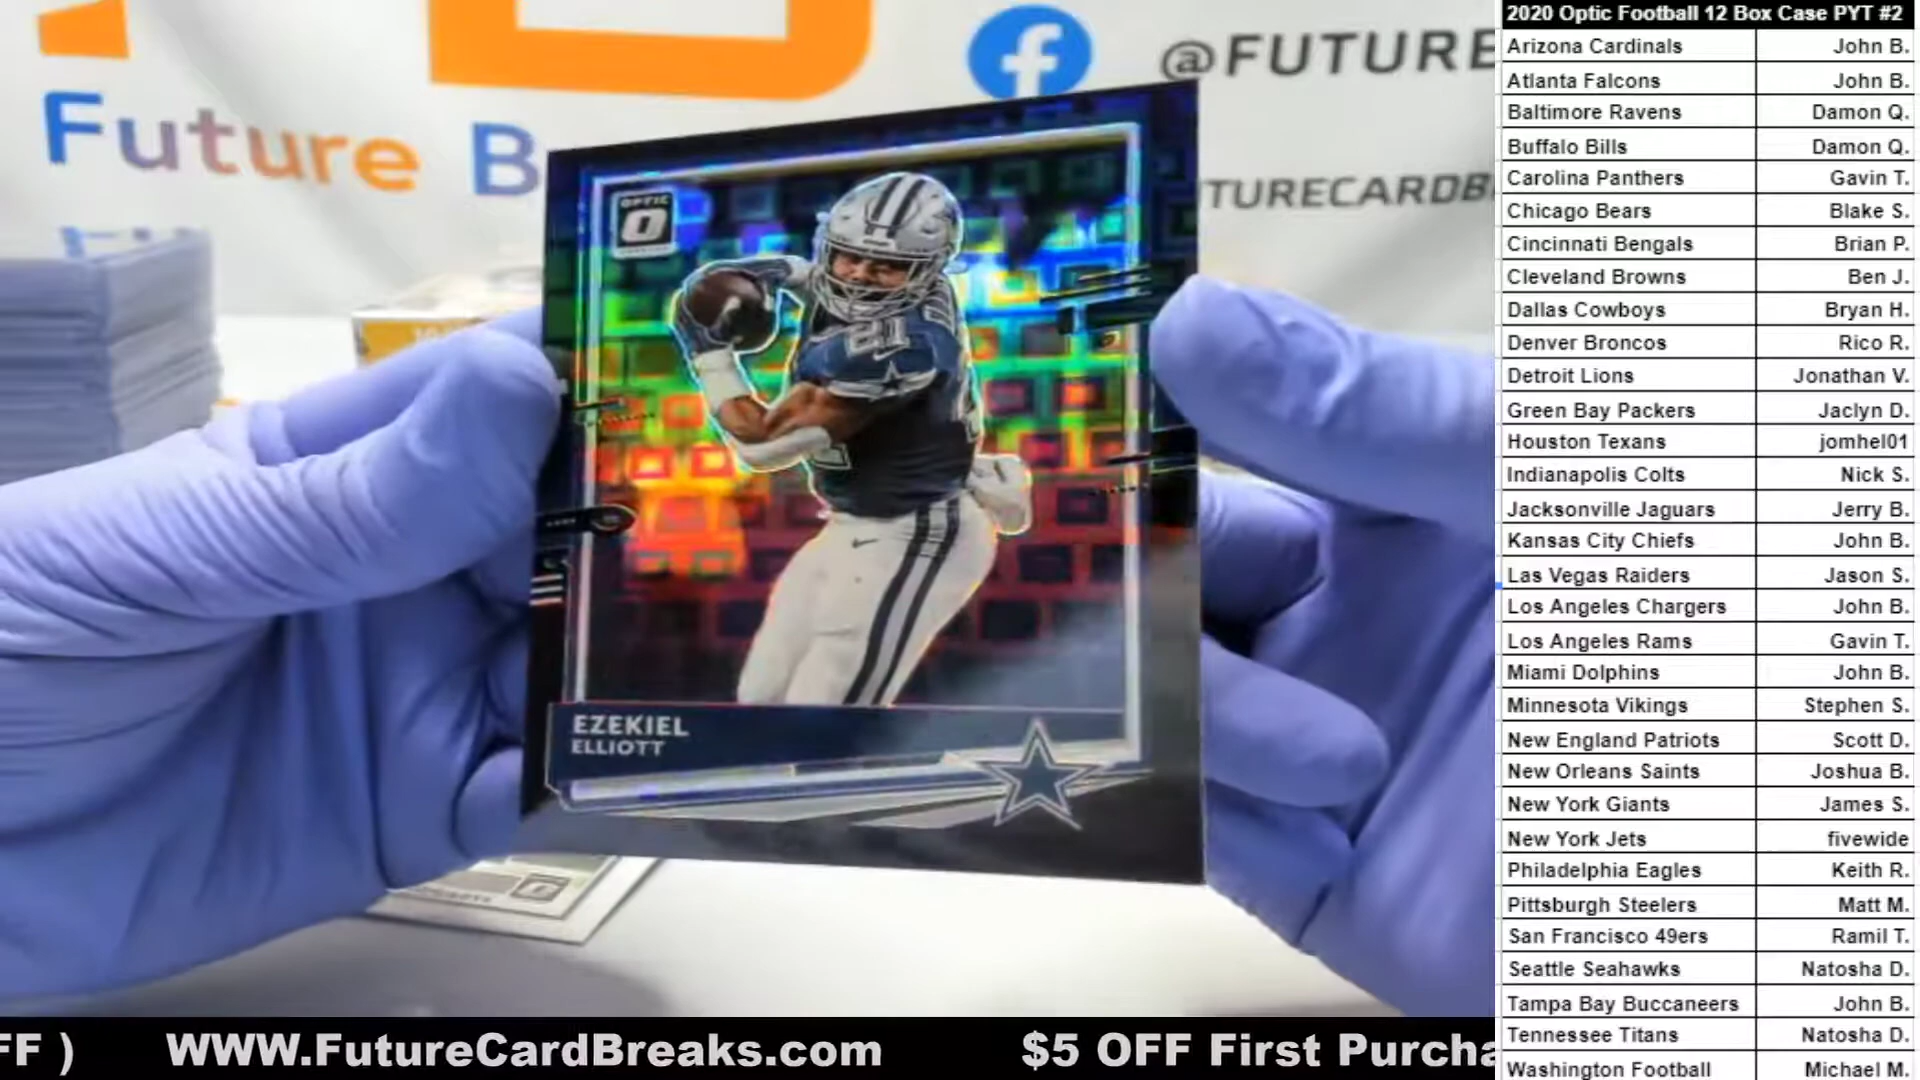 Future B
@FUTURE
TURECARDB
OPTIC
21
EZEKIEL
ELLIOTT
FF )   WWW.FutureCardBreaks.com   $5 OFF First Purcha
2020 Optic Football 12 Box Case PYT #2
Arizona Cardinals John B.
Atlanta Falcons John B.
Baltimore Ravens Damon Q.
Buffalo Bills Damon Q.
Carolina Panthers Gavin T.
Chicago Bears Blake S.
Cincinnati Bengals Brian P.
Cleveland Browns Ben J.
Dallas Cowboys Bryan H.
Denver Broncos Rico R.
Detroit Lions Jonathan V.
Green Bay Packers Jaclyn D.
Houston Texans jomhel01
Indianapolis Colts Nick S.
Jacksonville Jaguars Jerry B.
Kansas City Chiefs John B.
Las Vegas Raiders Jason S.
Los Angeles Chargers John B.
Los Angeles Rams Gavin T.
Miami Dolphins John B.
Minnesota Vikings Stephen S.
New England Patriots Scott D.
New Orleans Saints Joshua B.
New York Giants James S.
New York Jets fivewide
Philadelphia Eagles Keith R.
Pittsburgh Steelers Matt M.
San Francisco 49ers Ramil T.
Seattle Seahawks Natosha D.
Tampa Bay Buccaneers John B.
Tennessee Titans Natosha D.
Washington Football Michael M.